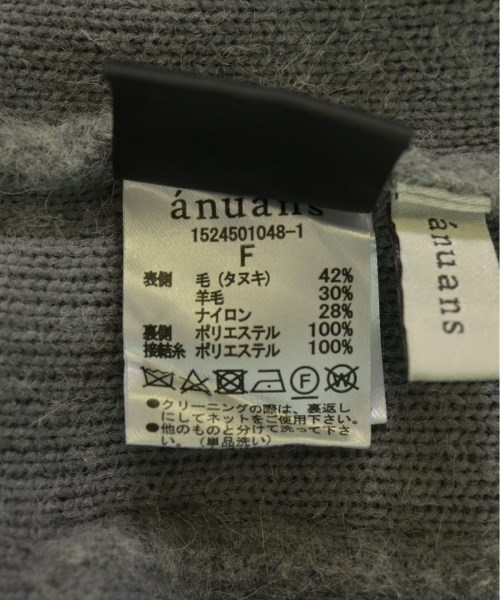 ánuans
1524501048-1
F
表側 毛 (タヌキ) 42%
羊毛 30%
ナイロン 28%
裏側 ポリエステル 100%
接結糸 ポリエステル 100%
F W
●クリーニングの際は、裏返し
にしてネットをご使用下さい。
●他のものと分けて洗って下さ
い。(単品洗い)
ánuans